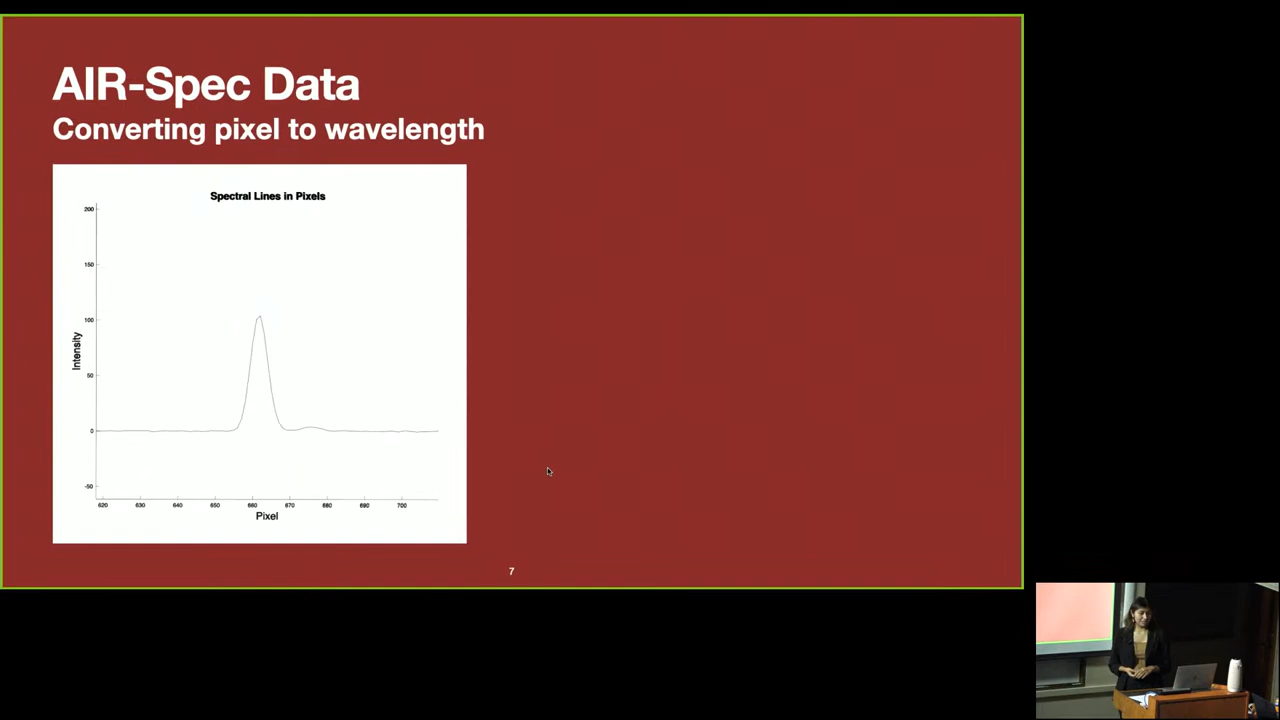 AIR-Spec Data
Converting pixel to wavelength
Spectral Lines in Pixels
200
150
100
50
0
-50
Intensity
620 630 640 650 660 670 680 690 700
Pixel
7